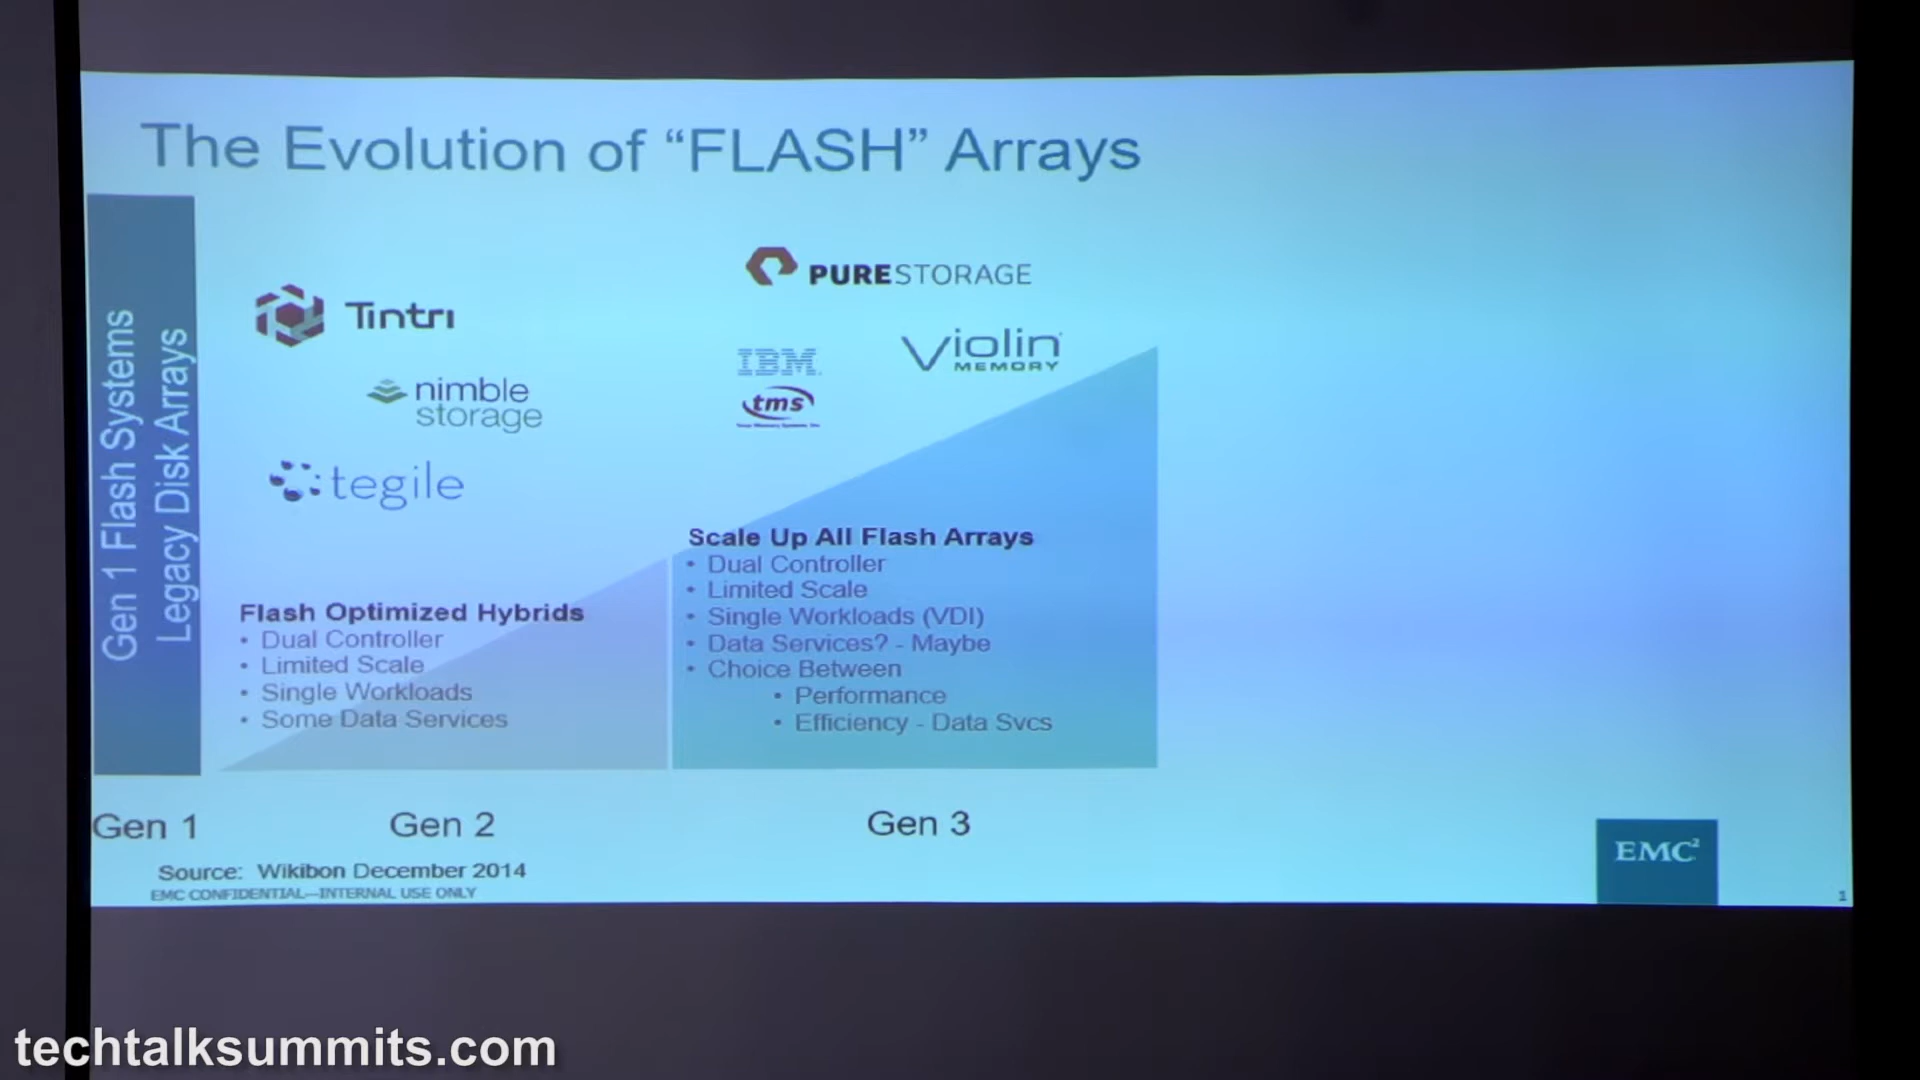 The Evolution of “FLASH” Arrays
Gen 1 Flash Systems
Legacy Disk Arrays
Tintri
nimble
storage
tegile
PURESTORAGE
IBM
tms
Violin
MEMORY
Flash Optimized Hybrids
• Dual Controller
• Limited Scale
• Single Workloads
• Some Data Services
Scale Up All Flash Arrays
• Dual Controller
• Limited Scale
• Single Workloads (VDI)
• Data Services? - Maybe
• Choice Between
• Performance
• Efficiency - Data Svcs
Gen 1
Gen 2
Gen 3
Source: Wikibon December 2014
EMC CONFIDENTIAL—INTERNAL USE ONLY
EMC²
1
techtalksummits.com